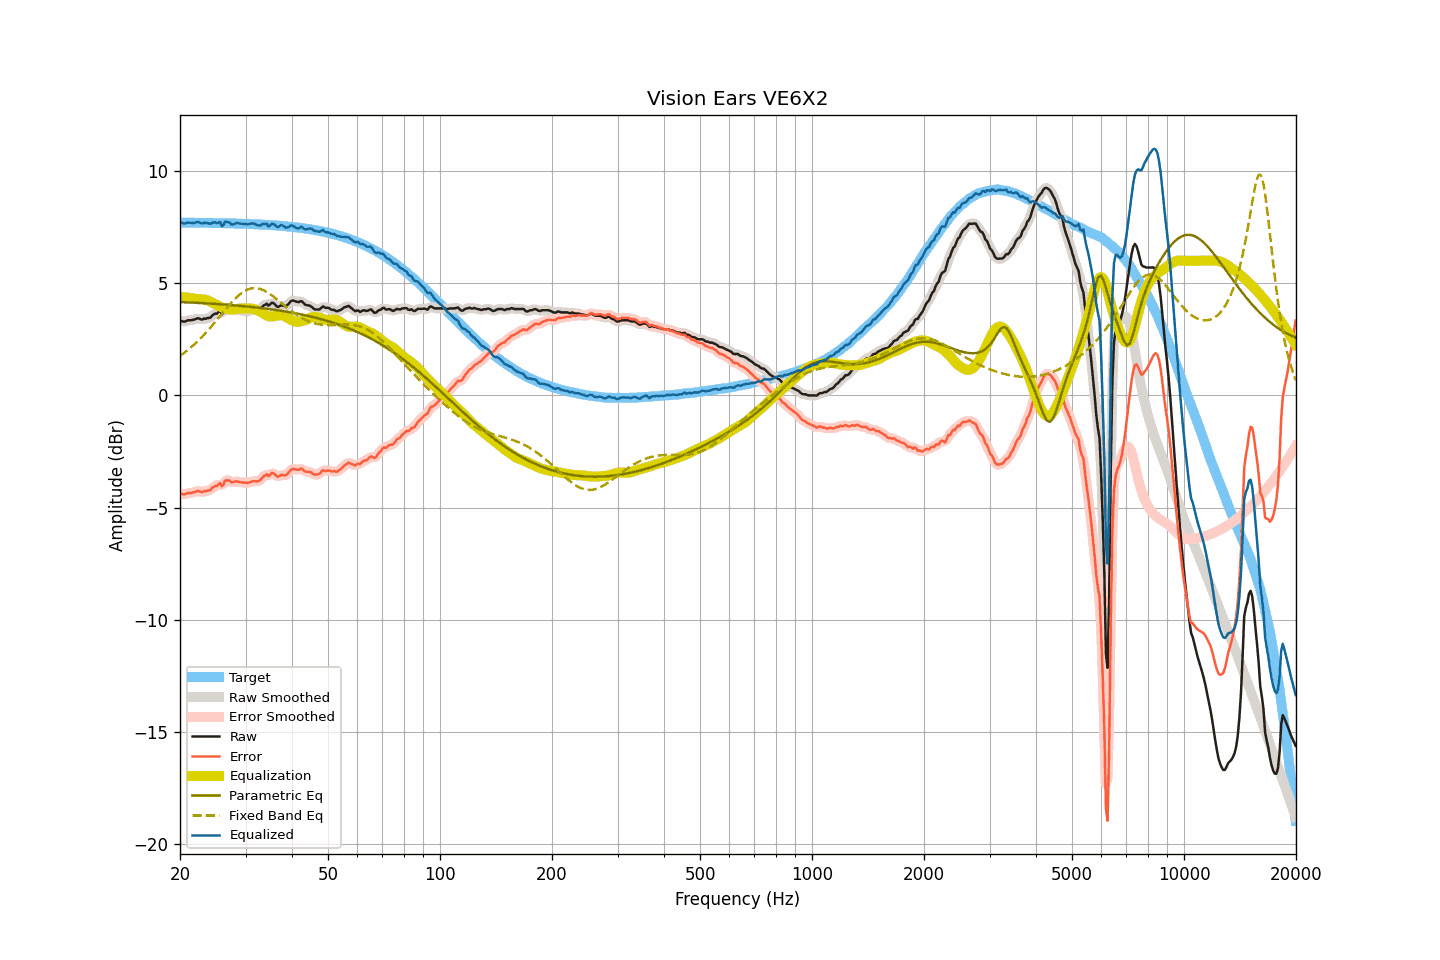 Vision Ears VE6X2
10
5
0
−5
−10
−15
−20
Amplitude (dBr)
Target
Raw Smoothed
Error Smoothed
Raw
Error
Equalization
Parametric Eq
Fixed Band Eq
Equalized
20 50 100 200 500 1000 2000 5000 10000 20000
Frequency (Hz)